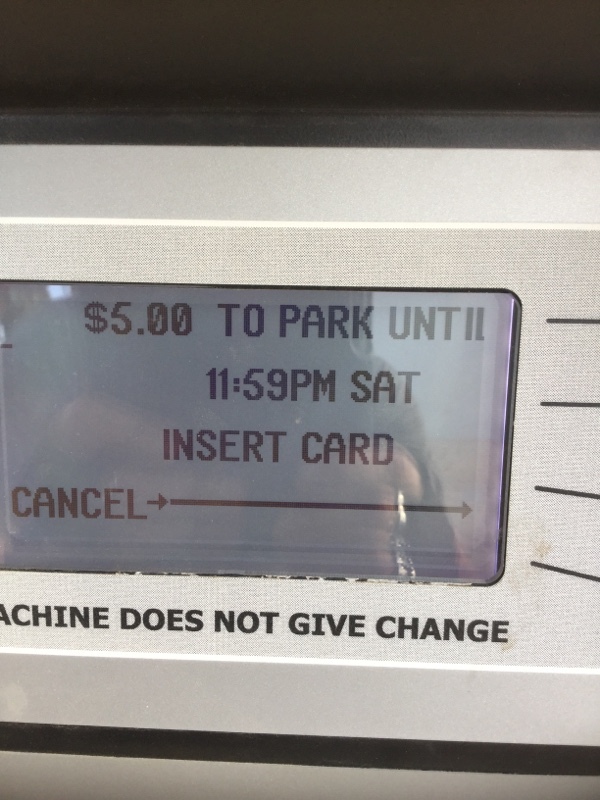 $5.00 TO PARK UNTIL
11:59PM SAT
INSERT CARD
CANCEL→
ACHINE DOES NOT GIVE CHANGE